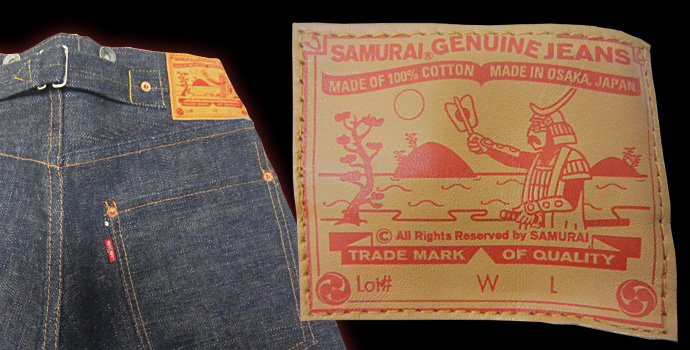 SAMURAI® GENUINE JEANS
MADE OF 100% COTTON MADE IN OSAKA, JAPAN
© All Rights Reserved by SAMURAI
TRADE MARK OF QUALITY
Lot# W L